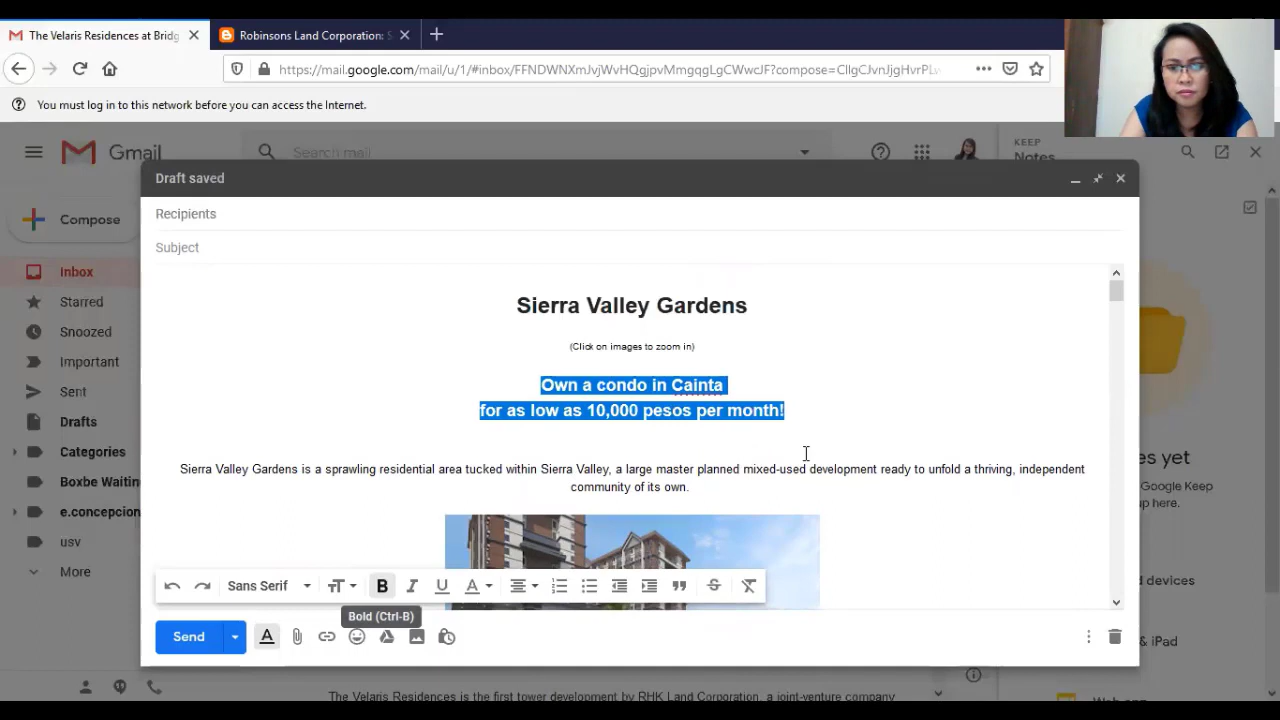 The Velaris Residences at Bridg
Robinsons Land Corporation: S
https://mail.google.com/mail/u/1/#inbox/FFNDWNXmJvjWvHQgjpvMmgqgLgCWwcJF?compose=CllgCJvnJjgHvrPLw
You must log in to this network before you can access the Internet.
Gmail
Search mail
KEEP
Notes
Compose
Inbox
Starred
Snoozed
Important
Sent
Drafts
Categories
Boxbe Waiting
e.concepcion
usv
More
Draft saved
Recipients
Subject
Sierra Valley Gardens
(Click on images to zoom in)
Own a condo in Cainta
for as low as 10,000 pesos per month!
Sierra Valley Gardens is a sprawling residential area tucked within Sierra Valley, a large master planned mixed-used development ready to unfold a thriving, independent
community of its own.
Sans Serif
Bold (Ctrl-B)
Send
es yet
Google Keep
up here.
d devices
& iPad
The Velaris Residences is the first tower development by RHK Land Corporation, a joint-venture company